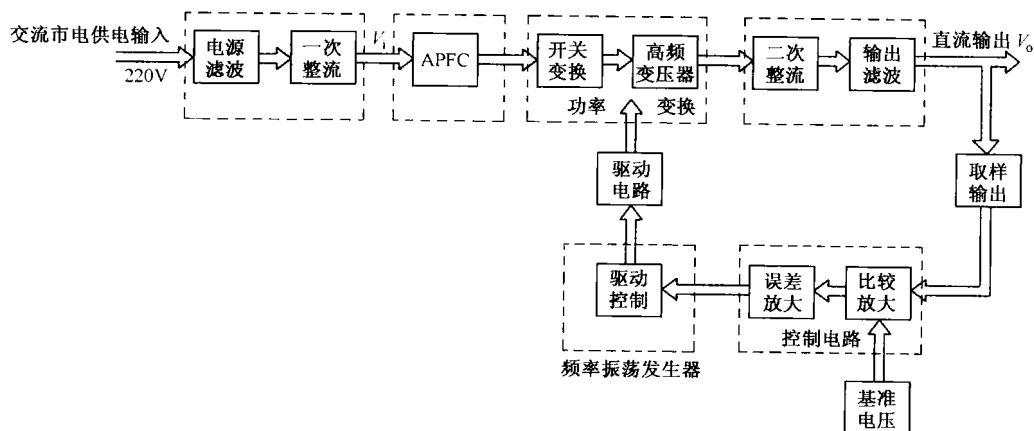 交流市电供电输入
220V
电源
滤波
一次
整流
V_i
APFC
开关
变换
高频
变压器
功率
变换
二次
整流
输出
滤波
直流输出 V_o
取样
输出
驱动
电路
驱动
控制
频率振荡发生器
误差
放大
比较
放大
控制电路
基准
电压